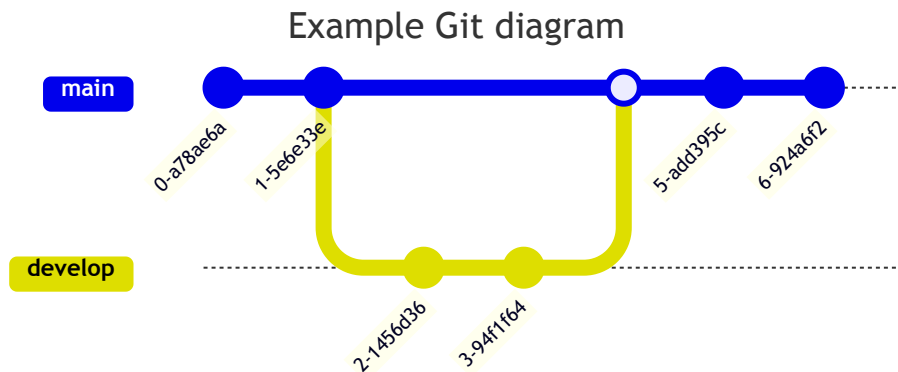 Example Git diagram
main
0-a78ae6a
1-5e6e33e
5-add395c
6-924a6f2
develop
2-1456d36
3-94f1f64